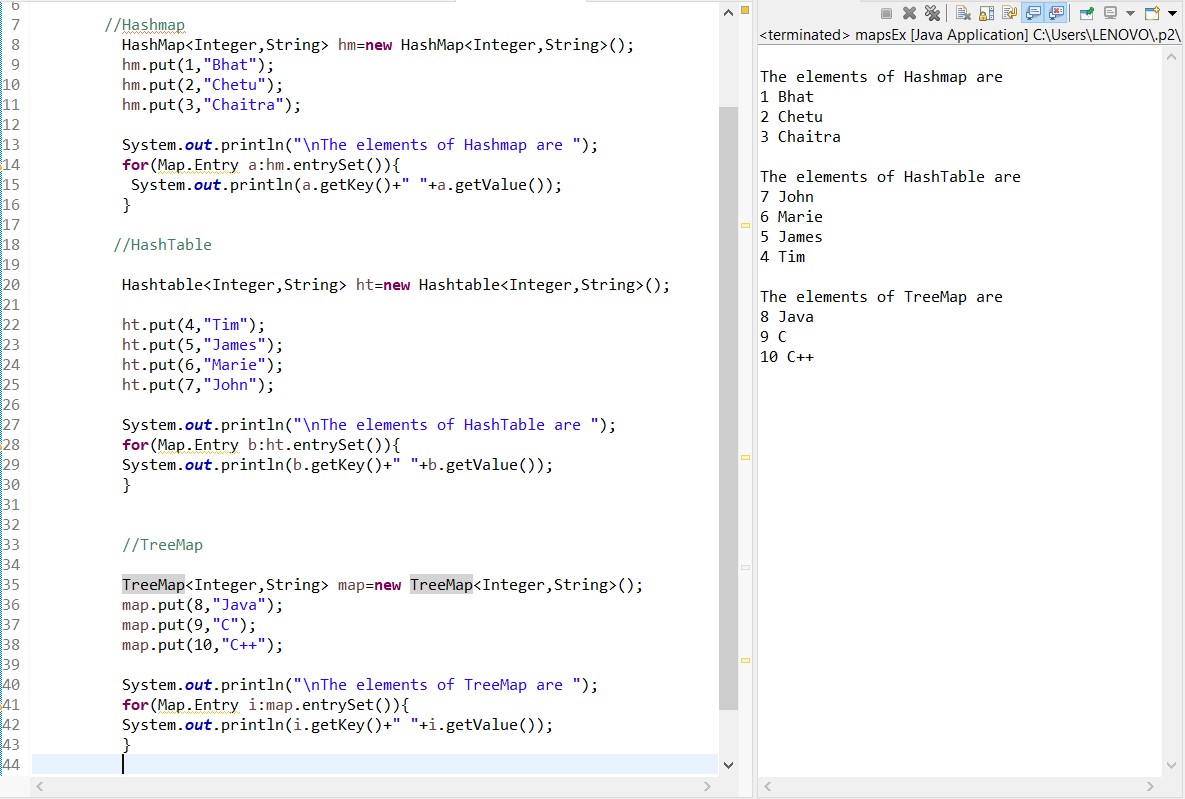 6
7 //Hashmap
8 HashMap<Integer,String> hm=new HashMap<Integer,String>();
9 hm.put(1,"Bhat");
10 hm.put(2,"Chetu");
11 hm.put(3,"Chaitra");
12
13 System.out.println("\nThe elements of Hashmap are ");
14 for(Map.Entry a:hm.entrySet()){
15 System.out.println(a.getKey()+" "+a.getValue());
16 }
17
18 //HashTable
19
20 Hashtable<Integer,String> ht=new Hashtable<Integer,String>();
21
22 ht.put(4,"Tim");
23 ht.put(5,"James");
24 ht.put(6,"Marie");
25 ht.put(7,"John");
26
27 System.out.println("\nThe elements of HashTable are ");
28 for(Map.Entry b:ht.entrySet()){
29 System.out.println(b.getKey()+" "+b.getValue());
30 }
31
32
33 //TreeMap
34
35 TreeMap<Integer,String> map=new TreeMap<Integer,String>();
36 map.put(8,"Java");
37 map.put(9,"C");
38 map.put(10,"C++");
39
40 System.out.println("\nThe elements of TreeMap are ");
41 for(Map.Entry i:map.entrySet()){
42 System.out.println(i.getKey()+" "+i.getValue());
43 }
44
<terminated> mapsEx [Java Application] C:\Users\LENOVO\.p2\
The elements of Hashmap are
1 Bhat
2 Chetu
3 Chaitra
The elements of HashTable are
7 John
6 Marie
5 James
4 Tim
The elements of TreeMap are
8 Java
9 C
10 C++